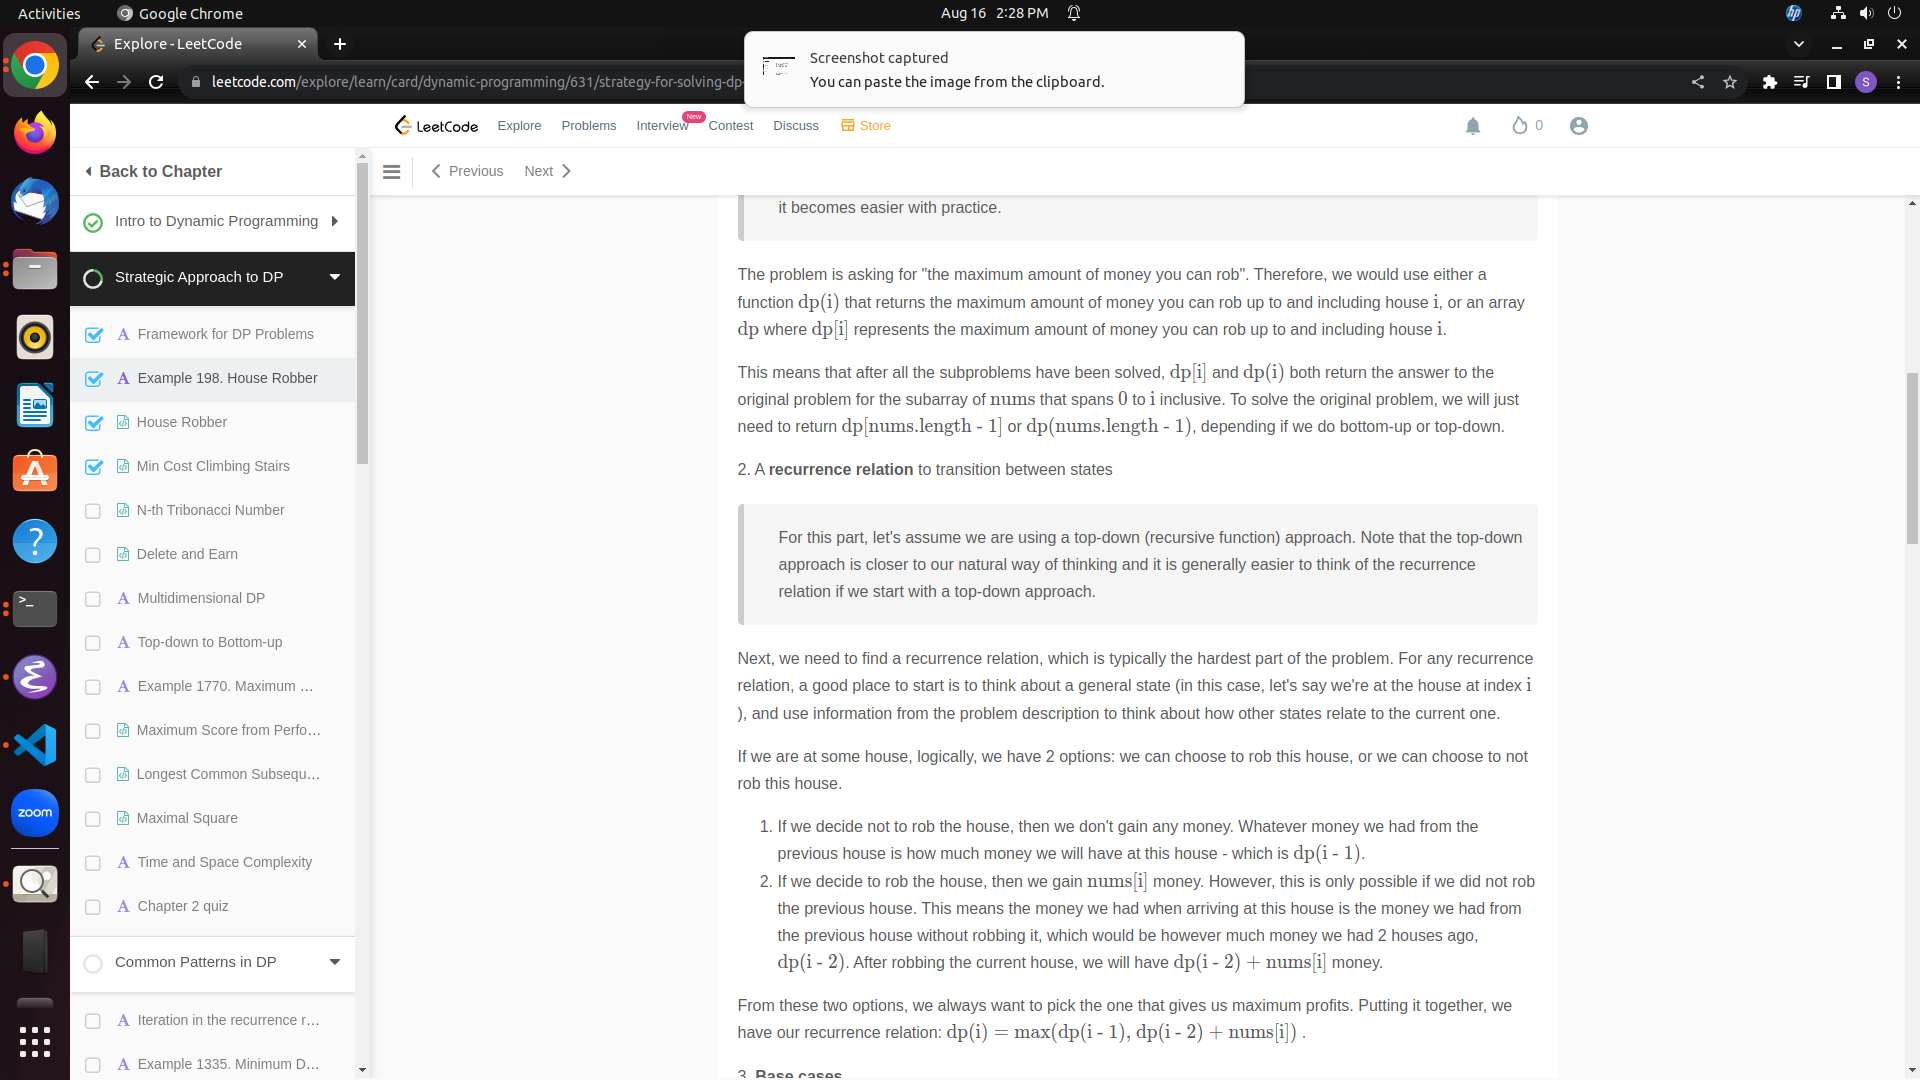 Activities
Google Chrome
Aug 16 2:28 PM
Explore - LeetCode
leetcode.com/explore/learn/card/dynamic-programming/631/strategy-for-solving-dp-
Screenshot captured
You can paste the image from the clipboard.
S
LeetCode
Explore
Problems
Interview
New
Contest
Discuss
Store
0
Back to Chapter
Previous
Next
Intro to Dynamic Programming
Strategic Approach to DP
A Framework for DP Problems
A Example 198. House Robber
House Robber
Min Cost Climbing Stairs
N-th Tribonacci Number
Delete and Earn
A Multidimensional DP
A Top-down to Bottom-up
A Example 1770. Maximum ...
Maximum Score from Perfo...
Longest Common Subsequ...
Maximal Square
A Time and Space Complexity
A Chapter 2 quiz
Common Patterns in DP
A Iteration in the recurrence r...
A Example 1335. Minimum D...
it becomes easier with practice.
The problem is asking for "the maximum amount of money you can rob". Therefore, we would use either a
function dp(i) that returns the maximum amount of money you can rob up to and including house i, or an array
dp where dp[i] represents the maximum amount of money you can rob up to and including house i.
This means that after all the subproblems have been solved, dp[i] and dp(i) both return the answer to the
original problem for the subarray of nums that spans 0 to i inclusive. To solve the original problem, we will just
need to return dp[nums.length - 1] or dp(nums.length - 1), depending if we do bottom-up or top-down.
2. A recurrence relation to transition between states
For this part, let's assume we are using a top-down (recursive function) approach. Note that the top-down
approach is closer to our natural way of thinking and it is generally easier to think of the recurrence
relation if we start with a top-down approach.
Next, we need to find a recurrence relation, which is typically the hardest part of the problem. For any recurrence
relation, a good place to start is to think about a general state (in this case, let's say we're at the house at index i
), and use information from the problem description to think about how other states relate to the current one.
If we are at some house, logically, we have 2 options: we can choose to rob this house, or we can choose to not
rob this house.
1. If we decide not to rob the house, then we don't gain any money. Whatever money we had from the
previous house is how much money we will have at this house - which is dp(i - 1).
2. If we decide to rob the house, then we gain nums[i] money. However, this is only possible if we did not rob
the previous house. This means the money we had when arriving at this house is the money we had from
the previous house without robbing it, which would be however much money we had 2 houses ago,
dp(i - 2). After robbing the current house, we will have dp(i - 2) + nums[i] money.
From these two options, we always want to pick the one that gives us maximum profits. Putting it together, we
have our recurrence relation: dp(i) = max(dp(i - 1), dp(i - 2) + nums[i]) .
3. Base cases
zoom
hp